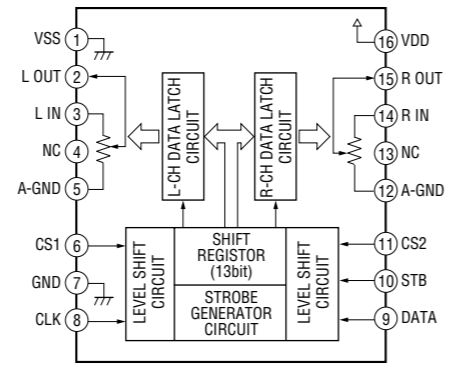 VSS 1
L OUT 2
L IN 3
NC 4
A-GND 5
CS1 6
GND 7
CLK 8
16 VDD
15 R OUT
14 R IN
13 NC
12 A-GND
11 CS2
10 STB
9 DATA
L-CH DATA LATCH
CIRCUIT
R-CH DATA LATCH
CIRCUIT
LEVEL SHIFT
CIRCUIT
SHIFT
REGISTER
(13bit)
STROBE
GENERATOR
CIRCUIT
LEVEL SHIFT
CIRCUIT